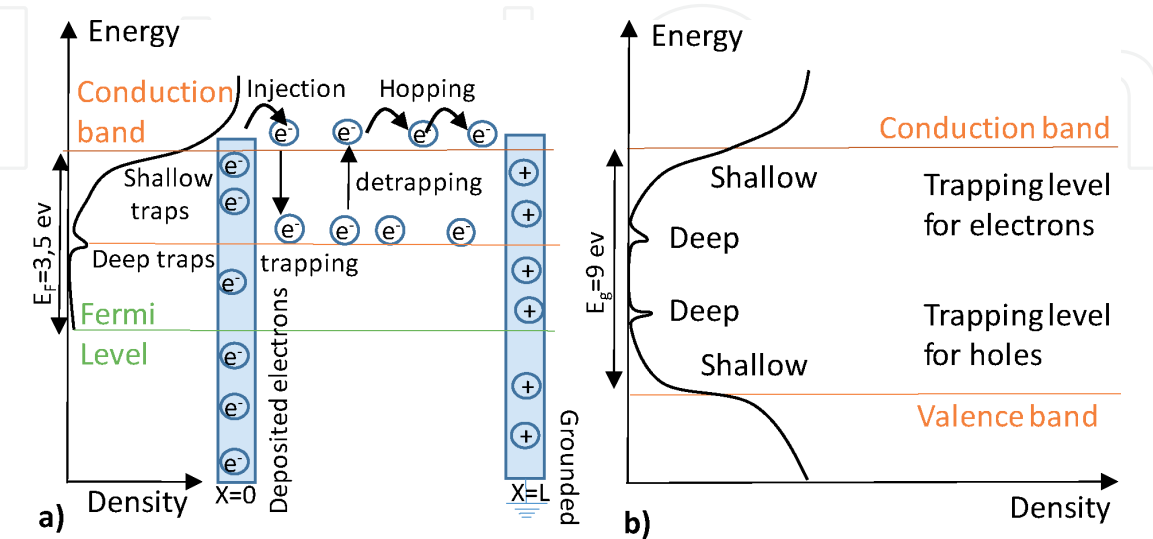 Energy
Conduction
band
Injection
Hopping
e-
e-
e-
e-
e-
e-
Shallow
traps
detrapping
e-
e-
e-
e-
Deep traps
trapping
e-
EF=3,5 ev
Fermi
Level
e-
e-
e-
Deposited electrons
+
+
+
+
+
+
Grounded
Density
X=0
X=L
a)
Energy
Conduction band
Shallow
Trapping level
for electrons
Deep
Eg=9 ev
Deep
Trapping level
for holes
Shallow
Valence band
Density
b)